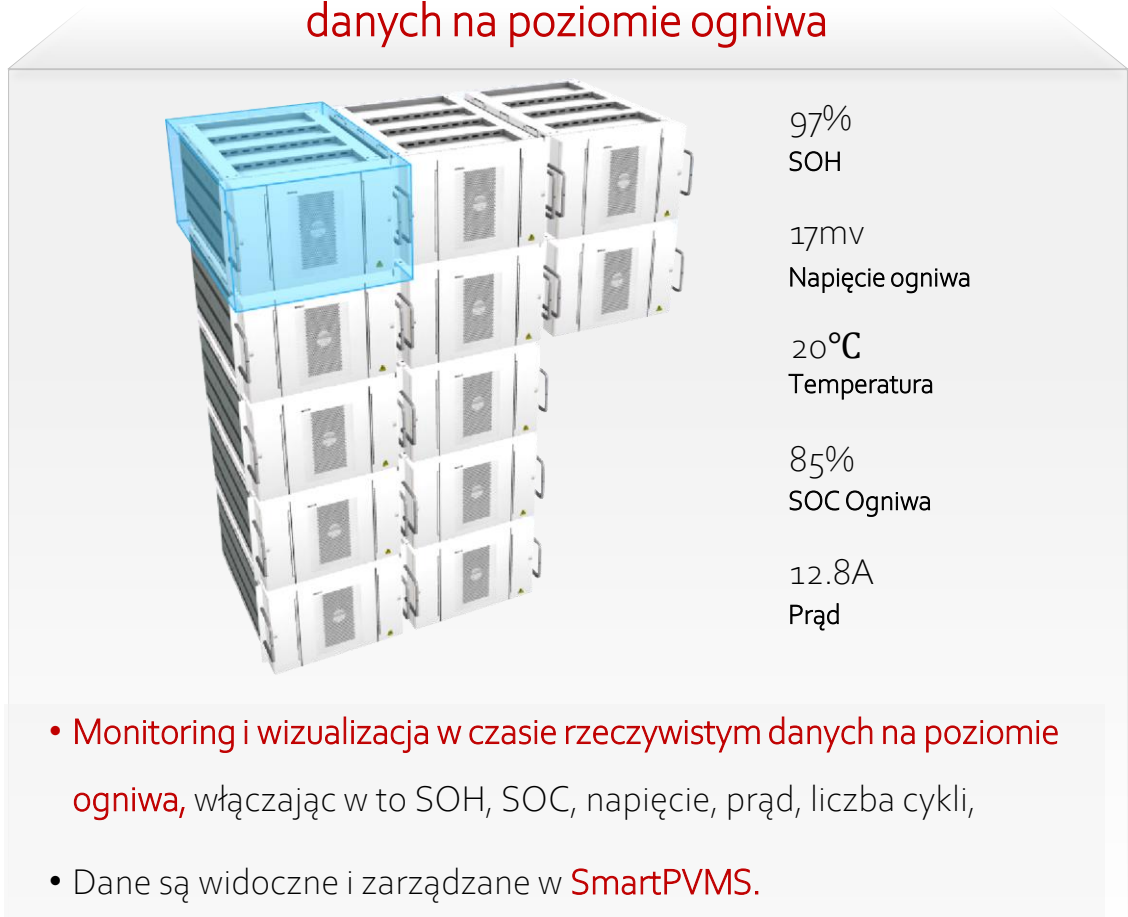 danych na poziomie ogniwa
97%
SOH
17mv
Napięcie ogniwa
20℃
Temperatura
85%
SOC Ogniwa
12.8A
Prąd
• Monitoring i wizualizacja w czasie rzeczywistym danych na poziomie
ogniwa, włączając w to SOH, SOC, napięcie, prąd, liczba cykli,
• Dane są widoczne i zarządzane w SmartPVMS.